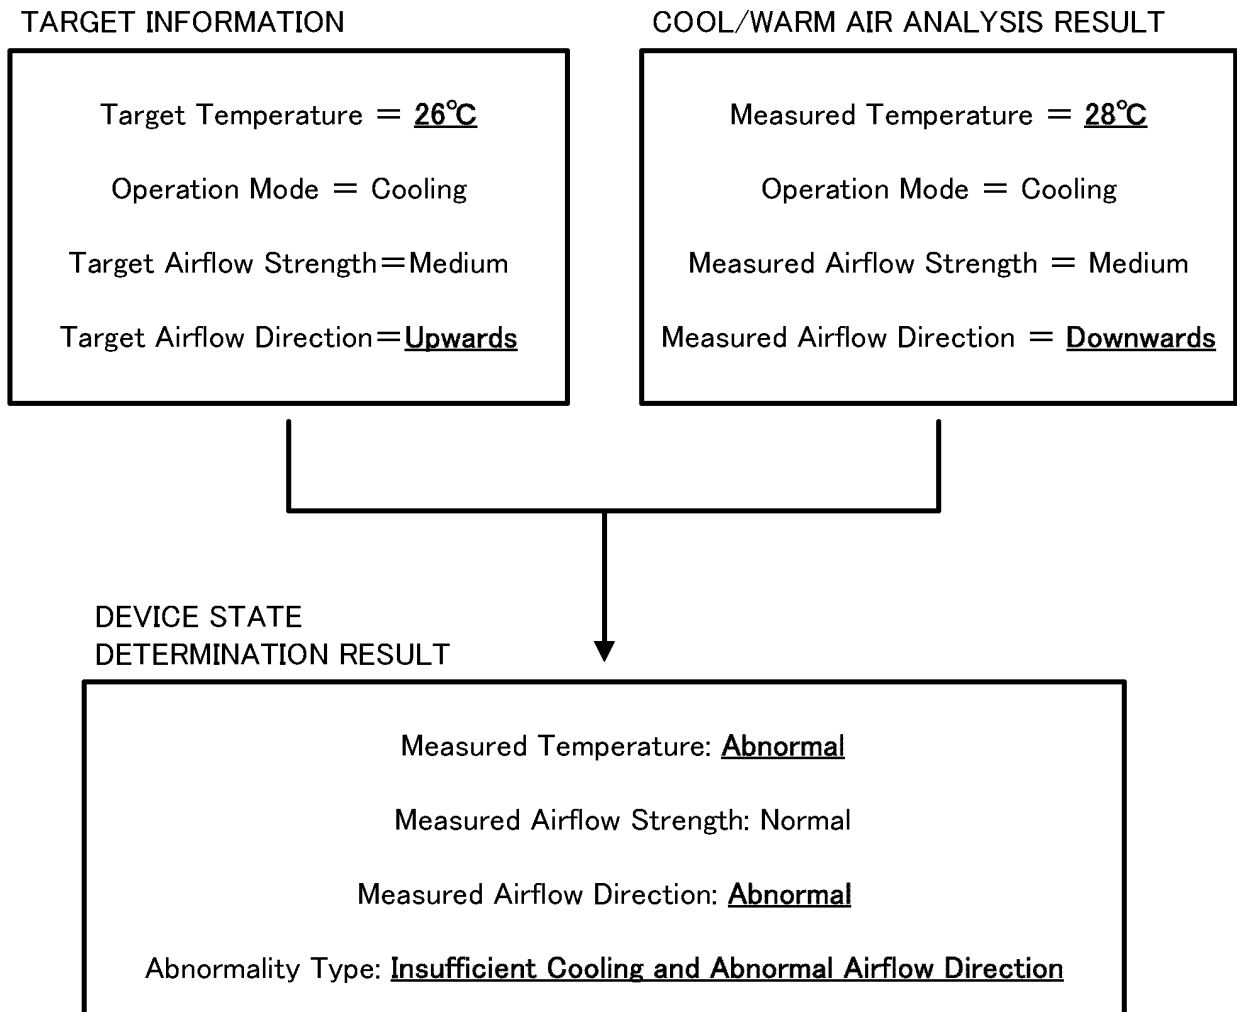 TARGET INFORMATION
Target Temperature = 26℃
Operation Mode = Cooling
Target Airflow Strength=Medium
Target Airflow Direction=Upwards
COOL/WARM AIR ANALYSIS RESULT
Measured Temperature = 28℃
Operation Mode = Cooling
Measured Airflow Strength = Medium
Measured Airflow Direction = Downwards
DEVICE STATE
DETERMINATION RESULT
Measured Temperature: Abnormal
Measured Airflow Strength: Normal
Measured Airflow Direction: Abnormal
Abnormality Type: Insufficient Cooling and Abnormal Airflow Direction